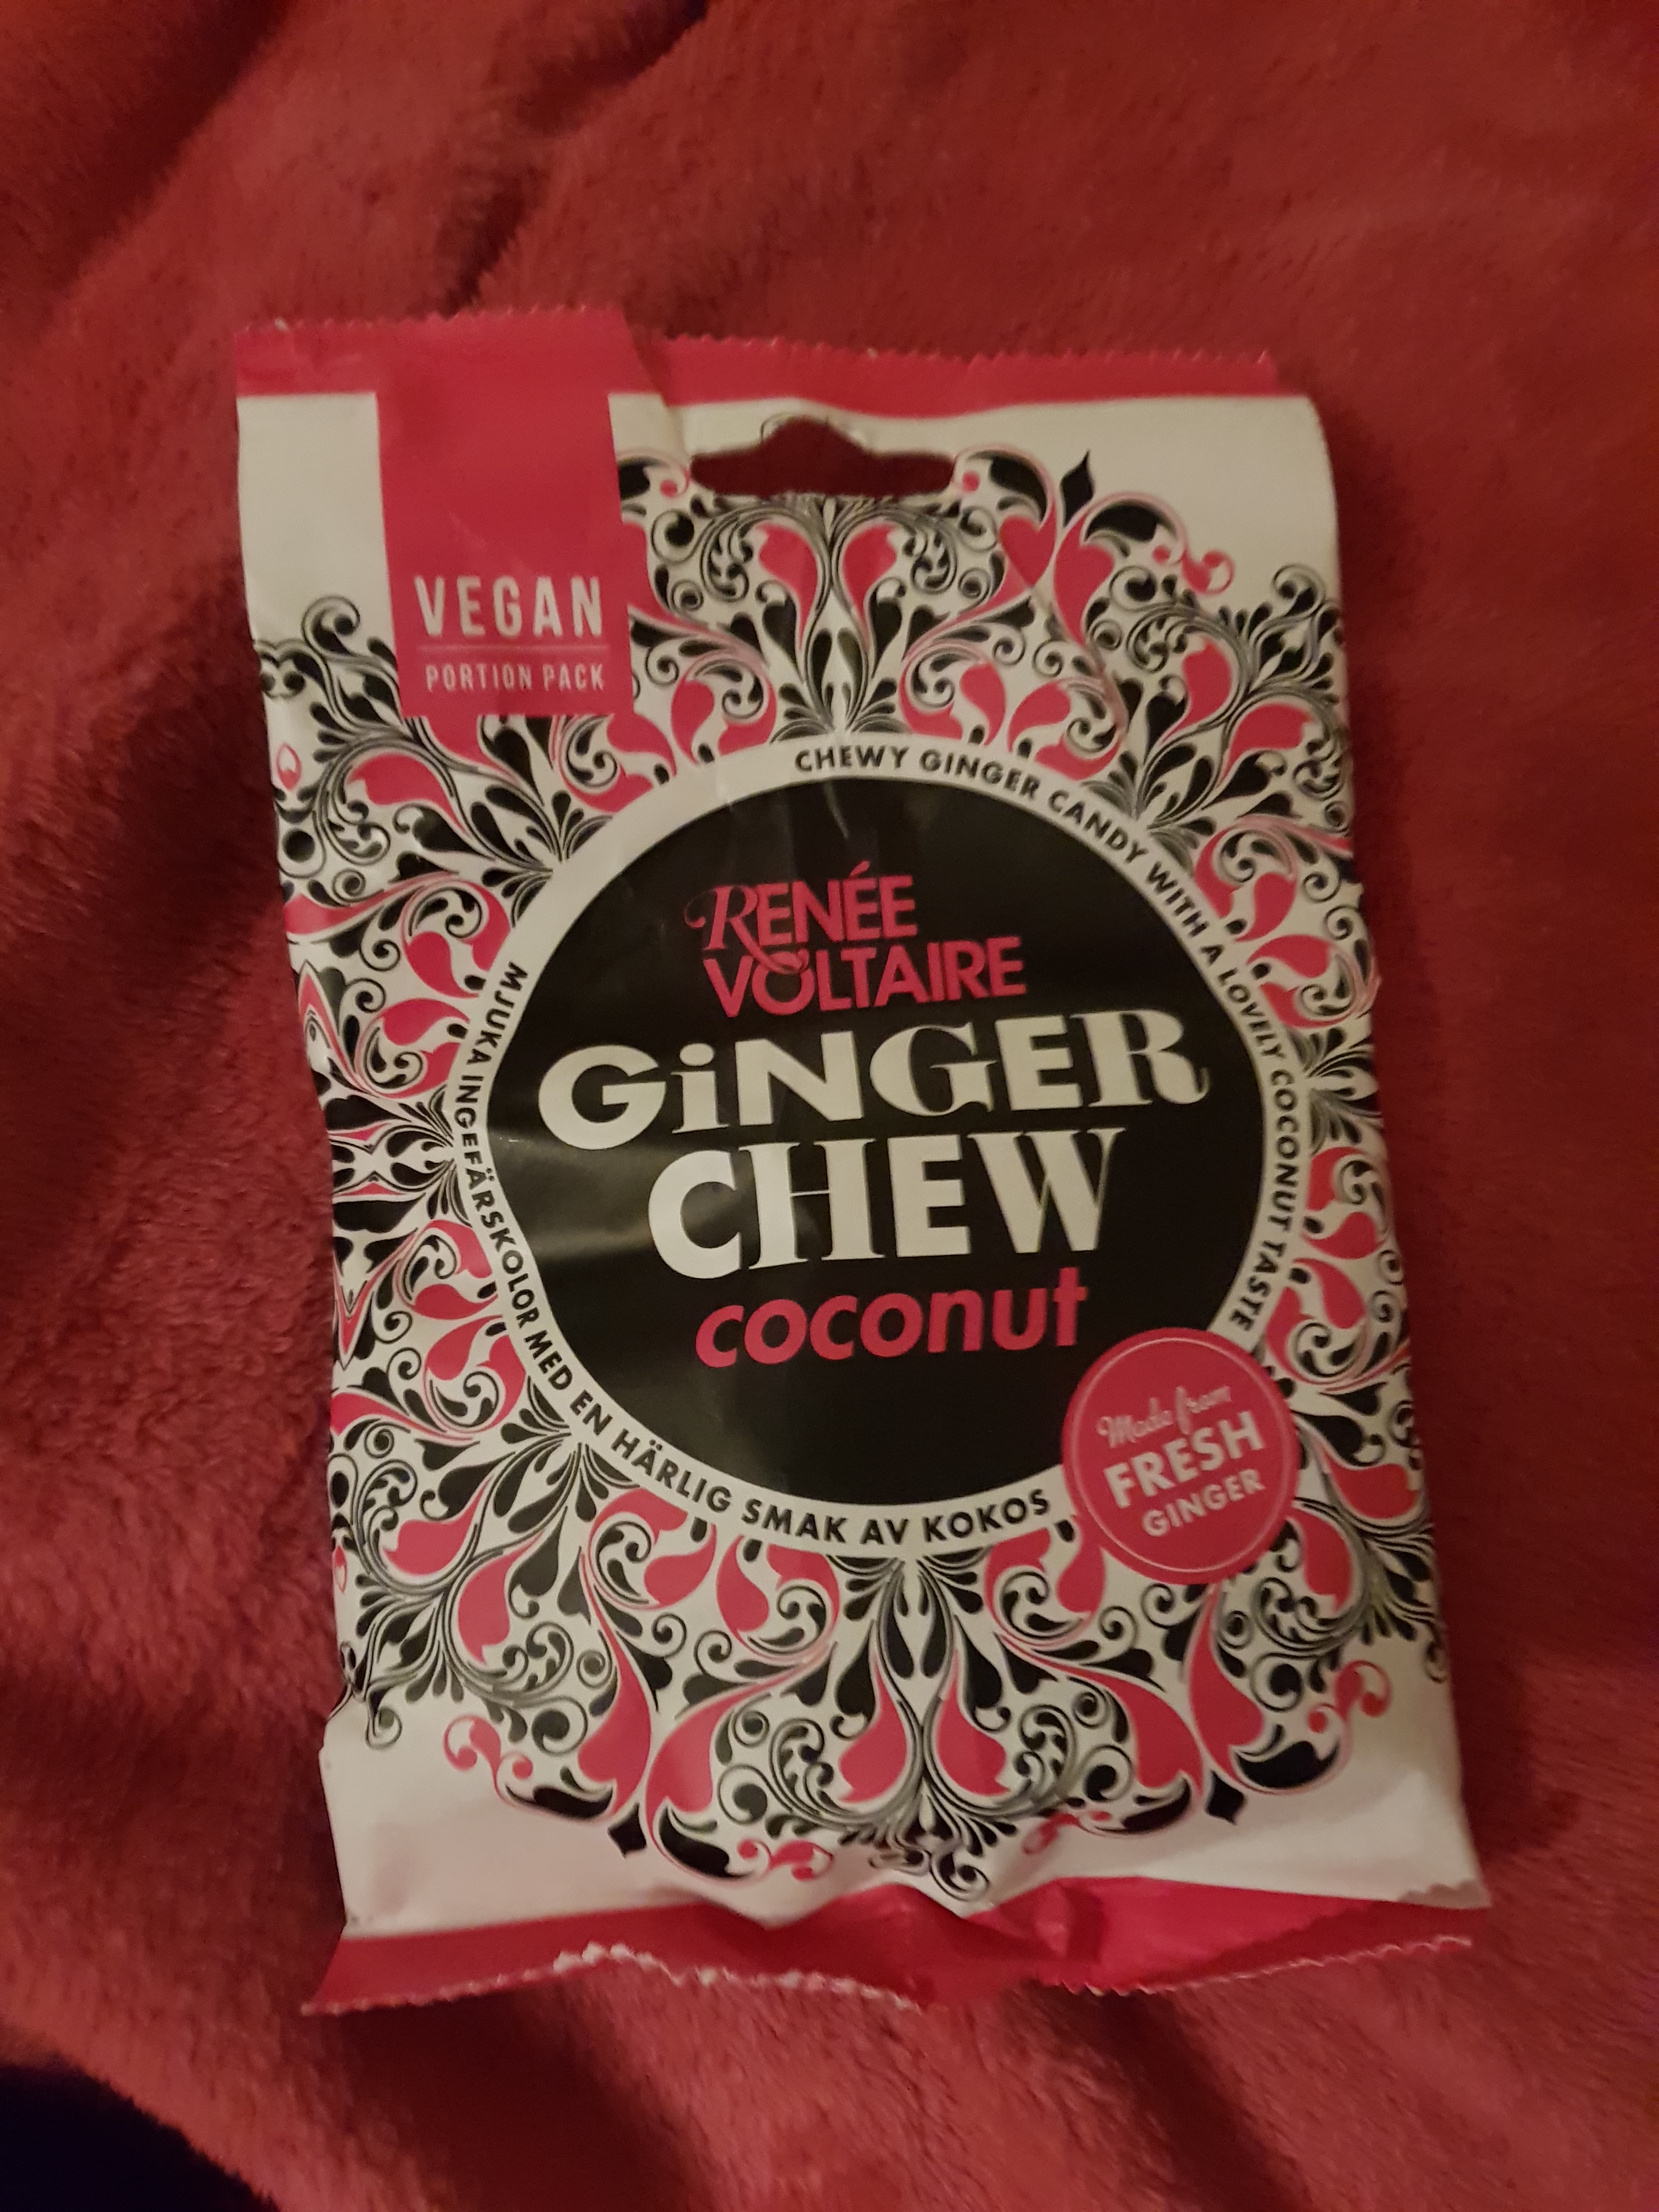 VEGAN
PORTION PACK
CHEWY GINGER CANDY WITH A LOVELY COCONUT TASTE
RENÉE
VOLTAIRE
GiNGER
CHEW
coconut
MJUKA INGEFÄRSKOLOR MED EN HÄRLIG SMAK AV KOKOS
Made from
FRESH
GINGER